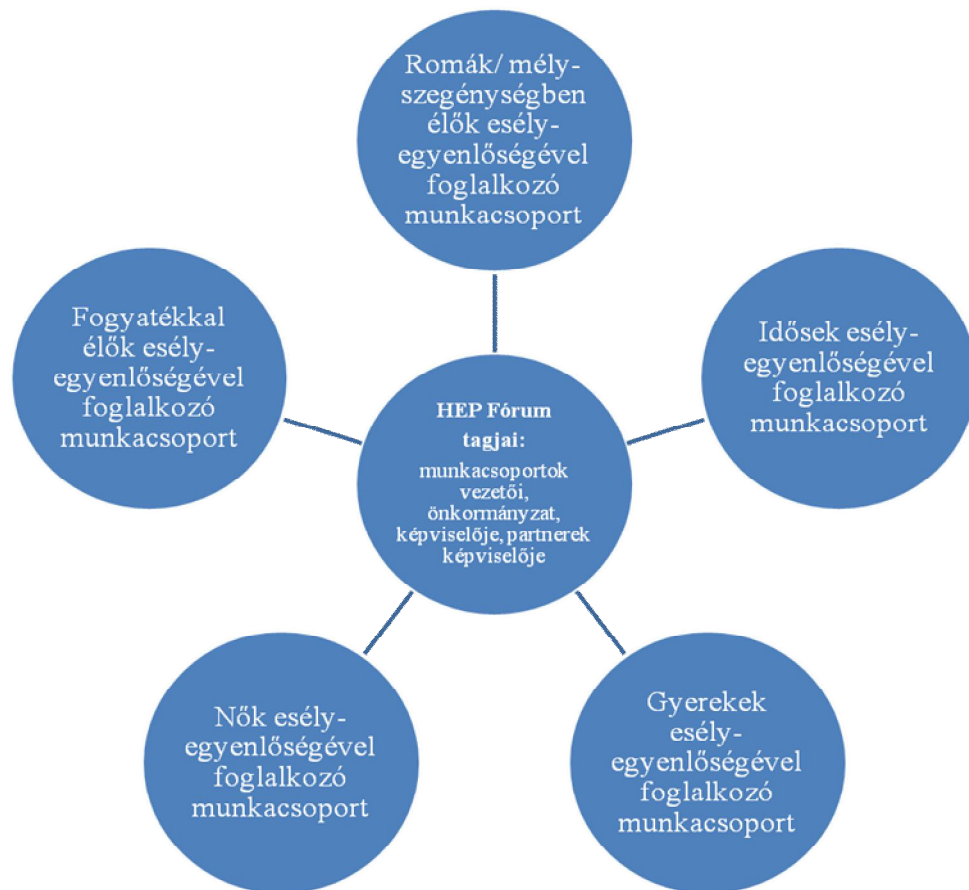 Romák/ mély-
szegénységben
élők esély-
egyenlőségével
foglalkozó
munkacsoport
Fogyatékkal
élők esély-
egyenlőségével
foglalkozó
munkacsoport
Idősek esély-
egyenlőségével
foglalkozó
munkacsoport
HEP Fórum
tagjai:
munkacsoportok
vezetői,
önkormányzat,
képviselője, partnerek
képviselője
Nők esély-
egyenlőségével
foglalkozó
munkacsoport
Gyerekek
esély-
egyenlőségével
foglalkozó
munkacsoport